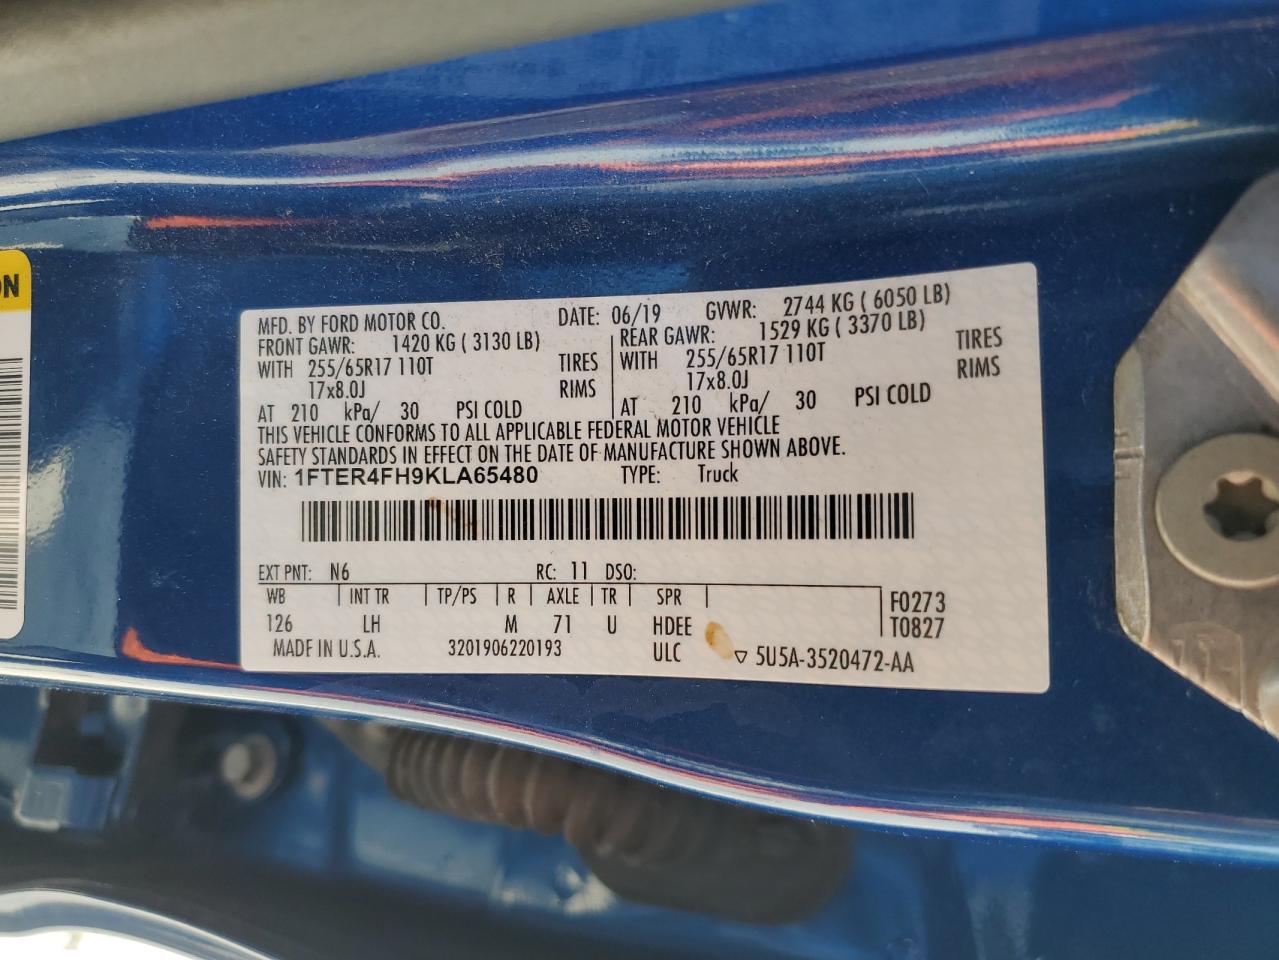 ON
MFD. BY FORD MOTOR CO. DATE: 06/19 GVWR: 2744 KG ( 6050 LB)
FRONT GAWR: 1420 KG ( 3130 LB) REAR GAWR: 1529 KG ( 3370 LB)
WITH 255/65R17 110T TIRES WITH 255/65R17 110T TIRES
17x8.0J RIMS 17x8.0J RIMS
AT 210 kPa/ 30 PSI COLD AT 210 kPa/ 30 PSI COLD
THIS VEHICLE CONFORMS TO ALL APPLICABLE FEDERAL MOTOR VEHICLE
SAFETY STANDARDS IN EFFECT ON THE DATE OF MANUFACTURE SHOWN ABOVE.
VIN: 1FTER4FH9KLA65480 TYPE: Truck
EXT PNT: N6 RC: 11 DSO:
WB INT TR TP/PS R AXLE TR SPR F0273
126 LH M 71 U HDEE T0827
MADE IN U.S.A. 3201906220193 ULC ▽ 5U5A-3520472-AA